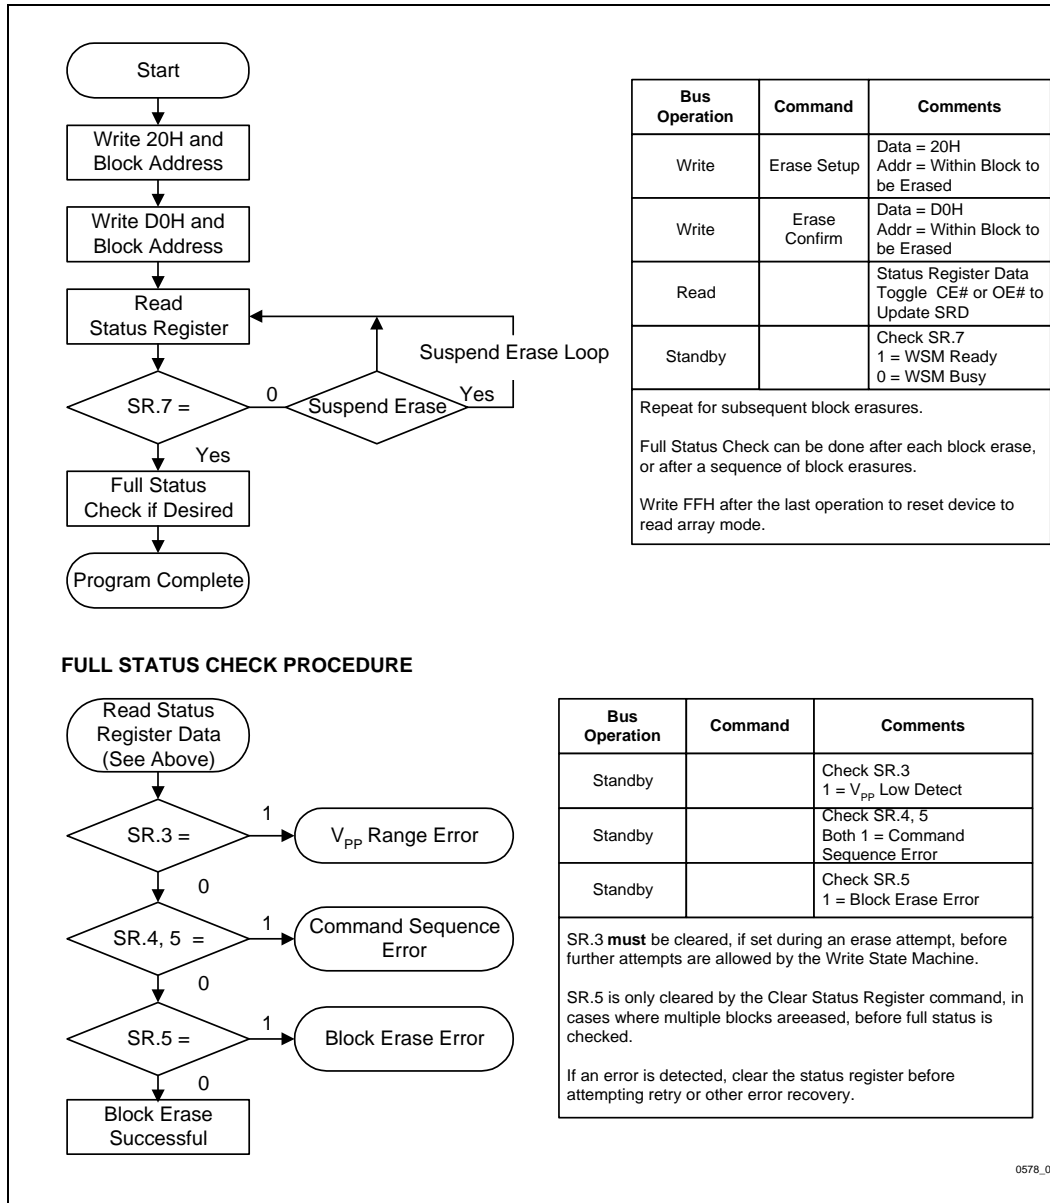 Start
Write 20H and
Block Address
Write D0H and
Block Address
Read
Status Register
Suspend Erase Loop
SR.7 =
0
Suspend Erase
Yes
Yes
Full Status
Check if Desired
Program Complete
Bus
Operation
Command
Comments
Write
Erase Setup
Data = 20H
Addr = Within Block to
be Erased
Write
Erase
Confirm
Data = D0H
Addr = Within Block to
be Erased
Read
Status Register Data
Toggle CE# or OE# to
Update SRD
Standby
Check SR.7
1 = WSM Ready
0 = WSM Busy
Repeat for subsequent block erasures.
Full Status Check can be done after each block erase,
or after a sequence of block erasures.
Write FFH after the last operation to reset device to
read array mode.
FULL STATUS CHECK PROCEDURE
Read Status
Register Data
(See Above)
SR.3 =
1
VPP Range Error
0
SR.4, 5 =
1
Command Sequence
Error
0
SR.5 =
1
Block Erase Error
0
Block Erase
Successful
Bus
Operation
Command
Comments
Standby
Check SR.3
1 = VPP Low Detect
Standby
Check SR.4, 5
Both 1 = Command
Sequence Error
Standby
Check SR.5
1 = Block Erase Error
SR.3 must be cleared, if set during an erase attempt, before
further attempts are allowed by the Write State Machine.
SR.5 is only cleared by the Clear Status Register command, in
cases where multiple blocks areeased, before full status is
checked.
If an error is detected, clear the status register before
attempting retry or other error recovery.
0578_0